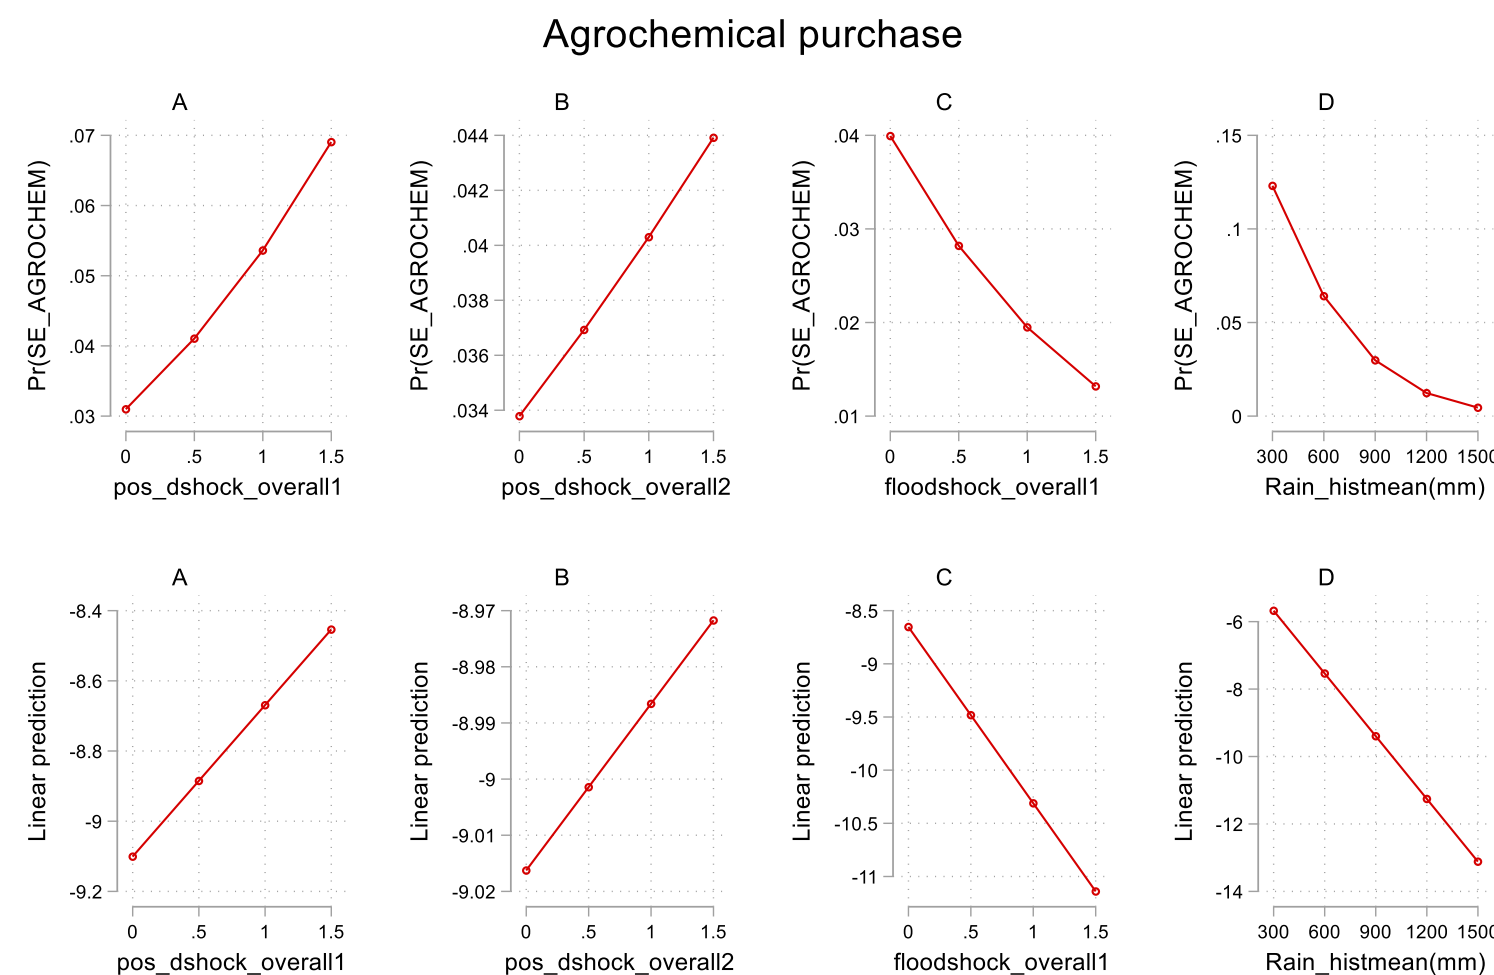 Agrochemical purchase
A
Pr(SE_AGROCHEM)
.07
.06
.05
.04
.03
0 .5 1 1.5
pos_dshock_overall1
B
Pr(SE_AGROCHEM)
.044
.042
.04
.038
.036
.034
0 .5 1 1.5
pos_dshock_overall2
C
Pr(SE_AGROCHEM)
.04
.03
.02
.01
0 .5 1 1.5
floodshock_overall1
D
Pr(SE_AGROCHEM)
.15
.1
.05
0
300 600 900 1200 1500
Rain_histmean(mm)
A
Linear prediction
-8.4
-8.6
-8.8
-9
-9.2
0 .5 1 1.5
pos_dshock_overall1
B
Linear prediction
-8.97
-8.98
-8.99
-9
-9.01
-9.02
0 .5 1 1.5
pos_dshock_overall2
C
Linear prediction
-8.5
-9
-9.5
-10
-10.5
-11
0 .5 1 1.5
floodshock_overall1
D
Linear prediction
-6
-8
-10
-12
-14
300 600 900 1200 1500
Rain_histmean(mm)